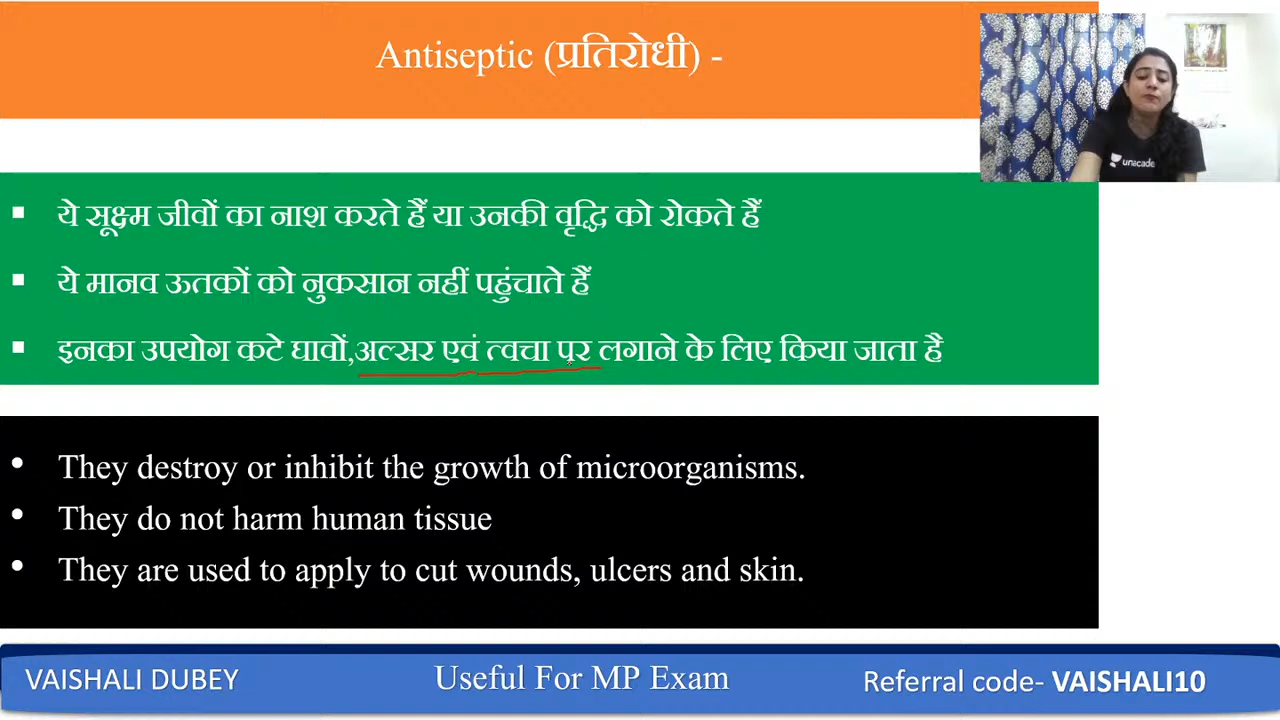 Antiseptic (प्रतिरोधी) -
unacade
▪ ये सूक्ष्म जीवों का नाश करते हैं या उनकी वृद्धि को रोकते हैं
▪ ये मानव ऊतकों को नुकसान नहीं पहुंचाते हैं
▪ इनका उपयोग कटे घावों,अल्सर एवं त्वचा पर लगाने के लिए किया जाता है
• They destroy or inhibit the growth of microorganisms.
• They do not harm human tissue
• They are used to apply to cut wounds, ulcers and skin.
VAISHALI DUBEY
Useful For MP Exam
Referral code- VAISHALI10